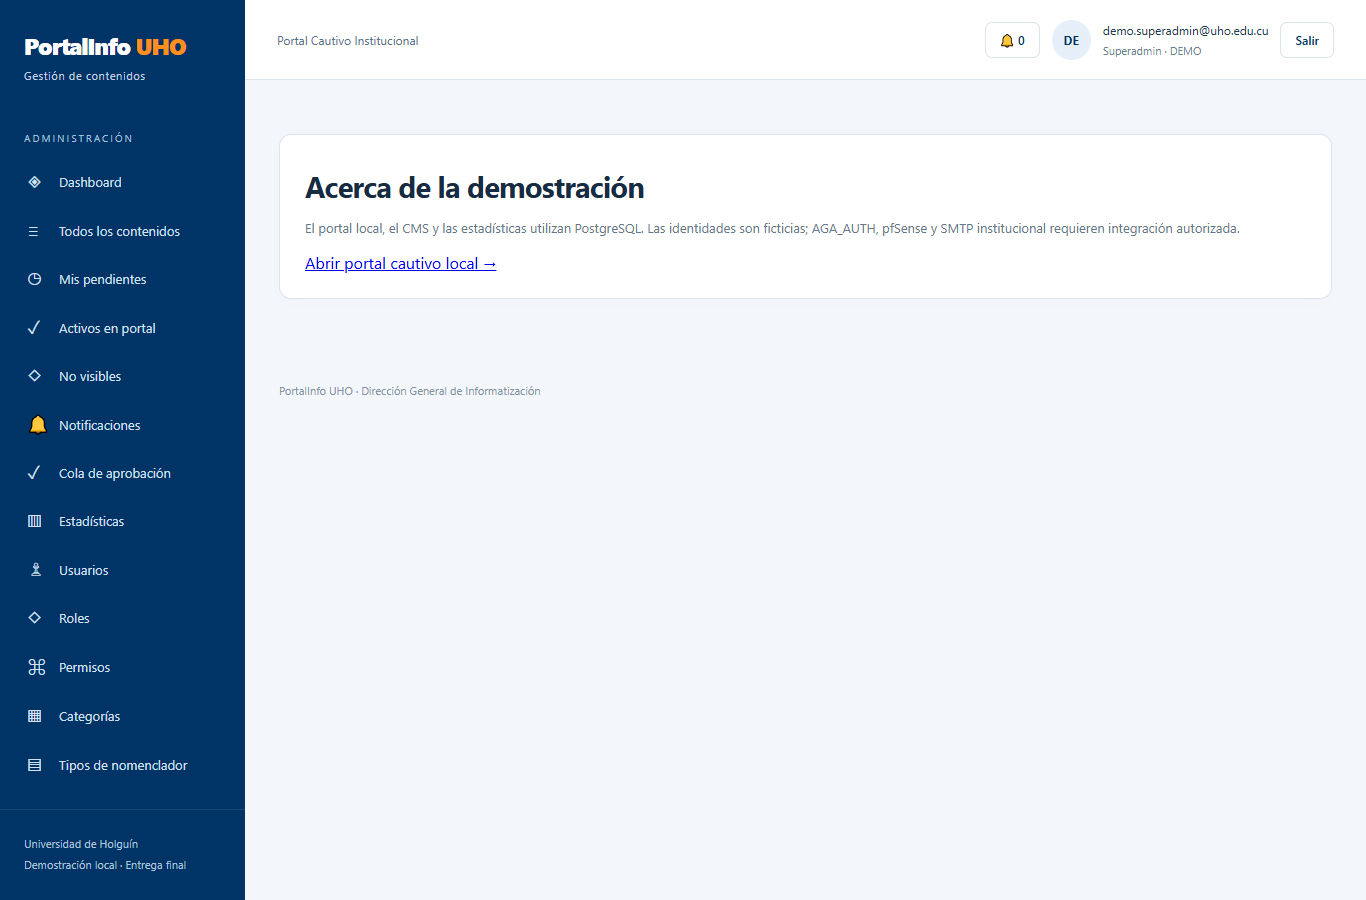 PortalInfo UHO
Gestión de contenidos
ADMINISTRACIÓN
Dashboard
Todos los contenidos
Mis pendientes
Activos en portal
No visibles
Notificaciones
Cola de aprobación
Estadísticas
Usuarios
Roles
Permisos
Categorías
Tipos de nomenclador
Universidad de Holguín
Demostración local · Entrega final
Portal Cautivo Institucional
0
DE
demo.superadmin@uho.edu.cu
Superadmin · DEMO
Salir
Acerca de la demostración
El portal local, el CMS y las estadísticas utilizan PostgreSQL. Las identidades son ficticias; AGA_AUTH, pfSense y SMTP institucional requieren integración autorizada.
Abrir portal cautivo local →
PortalInfo UHO · Dirección General de Informatización